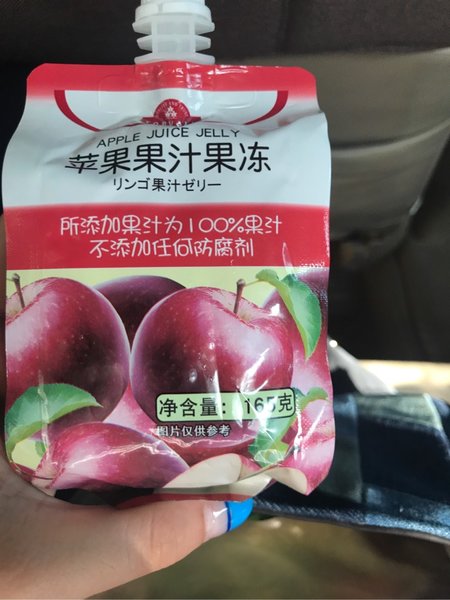 APPLE JUICE JELLY
苹果果汁果冻
リンゴ果汁ゼリー
所添加果汁为100%果汁
不添加任何防腐剂
净含量: 165克
图片仅供参考